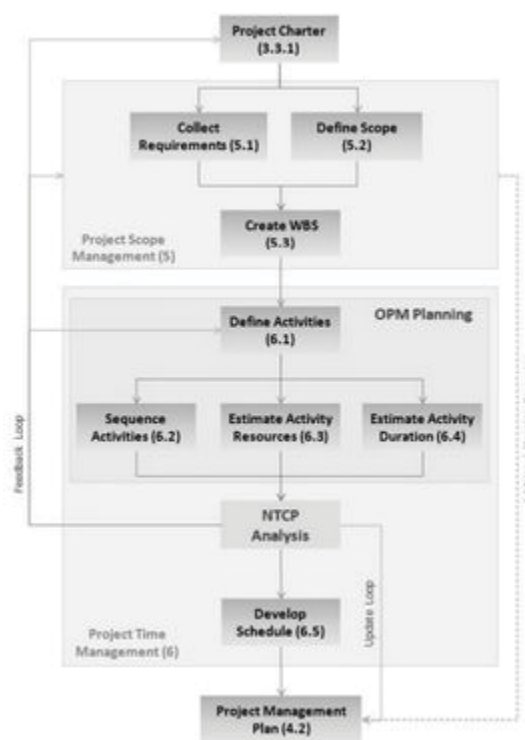 Project Charter
(3.3.1)
Collect
Requirements (5.1)
Define Scope
(5.2)
Create WBS
(5.3)
Project Scope
Management (5)
OPM Planning
Define Activities
(6.1)
Sequence
Activities (6.2)
Estimate Activity
Resources (6.3)
Estimate Activity
Duration (6.4)
Feedback Loop
NTCP
Analysis
Develop
Schedule (6.5)
Update Loop
Project Time
Management (6)
Project Management
Plan (4.2)